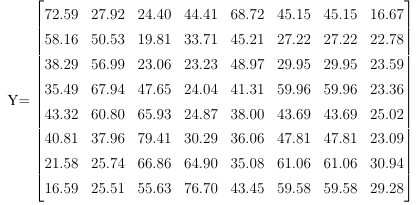 72.59 27.92 24.40 44.41 68.72 45.15 45.15 16.67
58.16 50.53 19.81 33.71 45.21 27.22 27.22 22.78
38.29 56.99 23.06 23.23 48.97 29.95 29.95 23.59
35.49 67.94 47.65 24.04 41.31 59.96 59.96 23.36
Y= 43.32 60.80 65.93 24.87 38.00 43.69 43.69 25.02
40.81 37.96 79.41 30.29 36.06 47.81 47.81 23.09
21.58 25.74 66.86 64.90 35.08 61.06 61.06 30.94
16.59 25.51 55.63 76.70 43.45 59.58 59.58 29.28